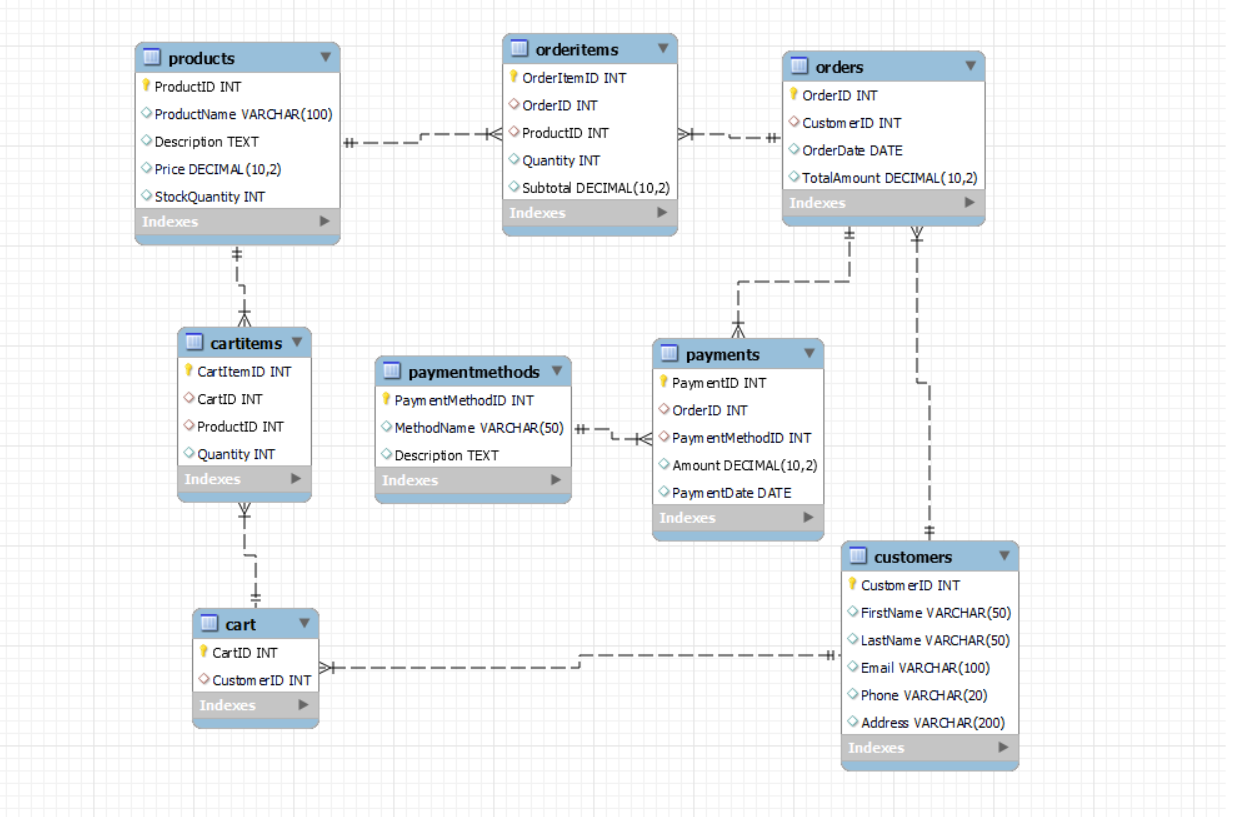 products
ProductID INT
ProductName VARCHAR(100)
Description TEXT
Price DECIMAL(10,2)
StockQuantity INT
Indexes
orderitems
OrderItemID INT
OrderID INT
ProductID INT
Quantity INT
Subtotal DECIMAL(10,2)
Indexes
orders
OrderID INT
CustomerID INT
OrderDate DATE
TotalAmount DECIMAL(10,2)
Indexes
cartitems
CartItemID INT
CartID INT
ProductID INT
Quantity INT
Indexes
paymentmethods
PaymentMethodID INT
MethodName VARCHAR(50)
Description TEXT
Indexes
payments
PaymentID INT
OrderID INT
PaymentMethodID INT
Amount DECIMAL(10,2)
PaymentDate DATE
Indexes
cart
CartID INT
CustomerID INT
Indexes
customers
CustomerID INT
FirstName VARCHAR(50)
LastName VARCHAR(50)
Email VARCHAR(100)
Phone VARCHAR(20)
Address VARCHAR(200)
Indexes